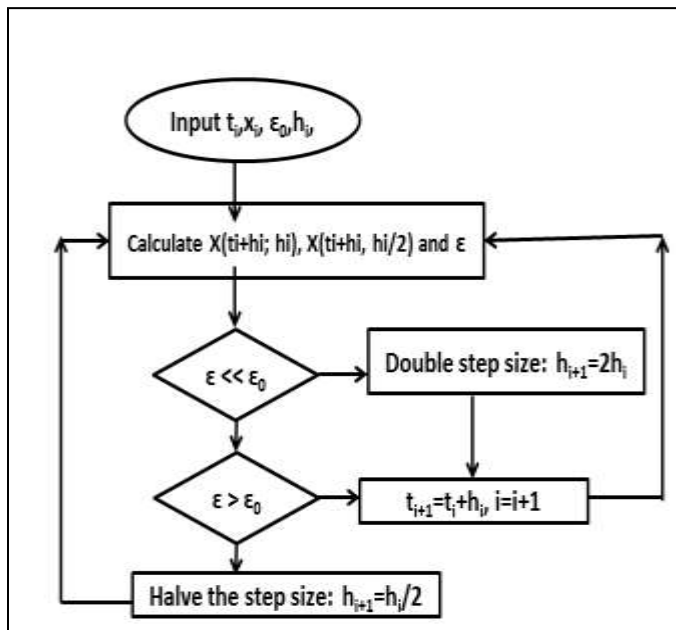 Input tᵢ,xᵢ, ε₀,hᵢ,
Calculate X(ti+hi; hi), X(ti+hi, hi/2) and ε
ε << ε₀
Double step size: hᵢ₊₁=2hᵢ
ε > ε₀
tᵢ₊₁=tᵢ+hᵢ, i=i+1
Halve the step size: hᵢ₊₁=hᵢ/2